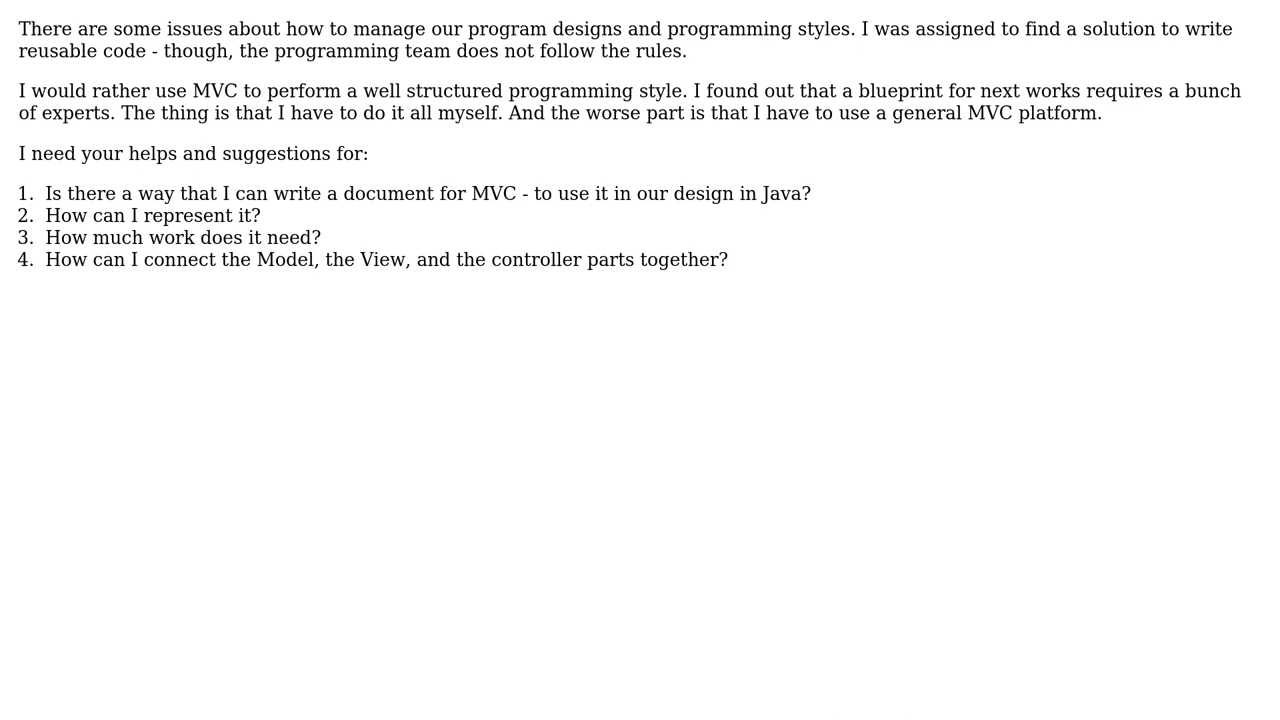 There are some issues about how to manage our program designs and programming styles. I was assigned to find a solution to write
reusable code - though, the programming team does not follow the rules.
I would rather use MVC to perform a well structured programming style. I found out that a blueprint for next works requires a bunch
of experts. The thing is that I have to do it all myself. And the worse part is that I have to use a general MVC platform.
I need your helps and suggestions for:
1. Is there a way that I can write a document for MVC - to use it in our design in Java?
2. How can I represent it?
3. How much work does it need?
4. How can I connect the Model, the View, and the controller parts together?